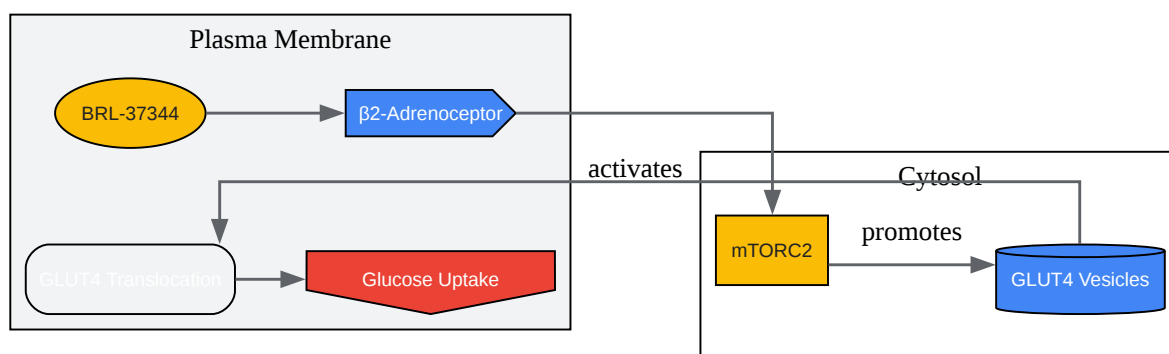 Plasma Membrane
BRL-37344
β2-Adrenoceptor
activates
Cytosol
mTORC2
promotes
GLUT4 Vesicles
GLUT4 Translocation
Glucose Uptake